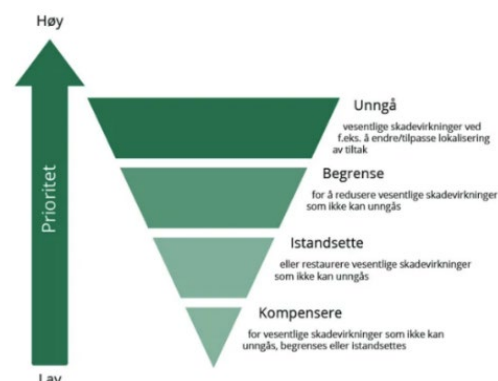 Høy
Prioritet
Unngå
vesentlige skadevirkninger ved
f.eks. å endre/tilpasse lokalisering
av tiltak
Begrense
for å redusere vesentlige skadevirkninger
som ikke kan unngås
Istandsette
eller restaurere vesentlige skadevirkninger
som ikke kan unngås
Kompensere
for vesentlige skadevirkninger som ikke kan
unngås, begrenses eller istandsettes
Lav